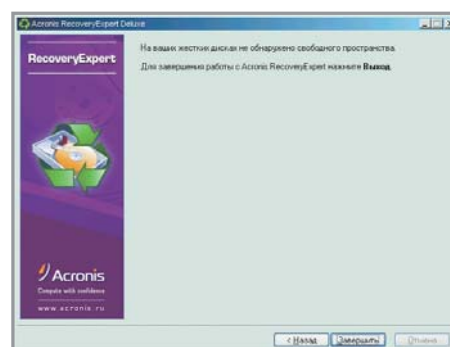 Acronis RecoveryExpert Deluxe
RecoveryExpert
На ваших жестких дисках не обнаружено свободного пространства.
Для завершения работы с Acronis RecoveryExpert нажмите Выход.
Acronis
Compute with confidence
www.acronis.ru
< Назад
Завершить
Отмена